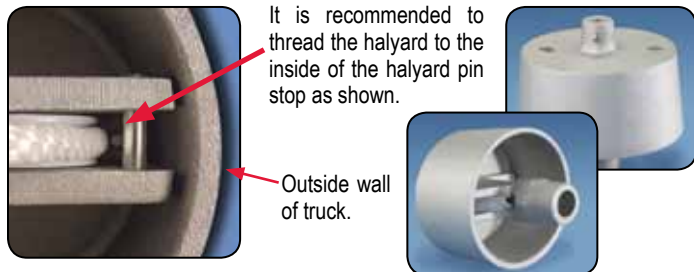 It is recommended to
thread the halyard to the
inside of the halyard pin
stop as shown.
Outside wall
of truck.